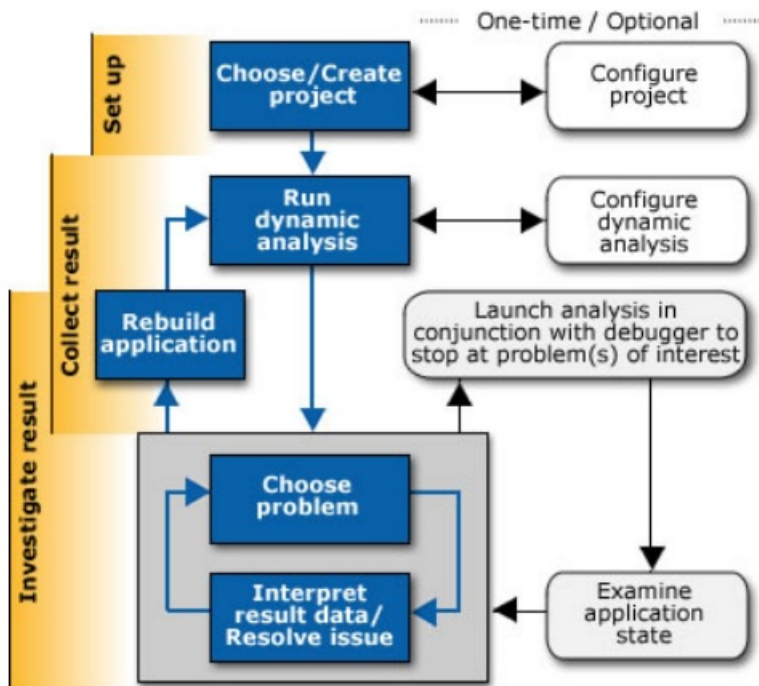 One-time / Optional
Set up
Choose/Create
project
Configure
project
Collect result
Run
dynamic
analysis
Configure
dynamic
analysis
Rebuild
application
Launch analysis in
conjunction with debugger to
stop at problem(s) of interest
Investigate result
Choose
problem
Interpret
result data/
Resolve issue
Examine
application
state